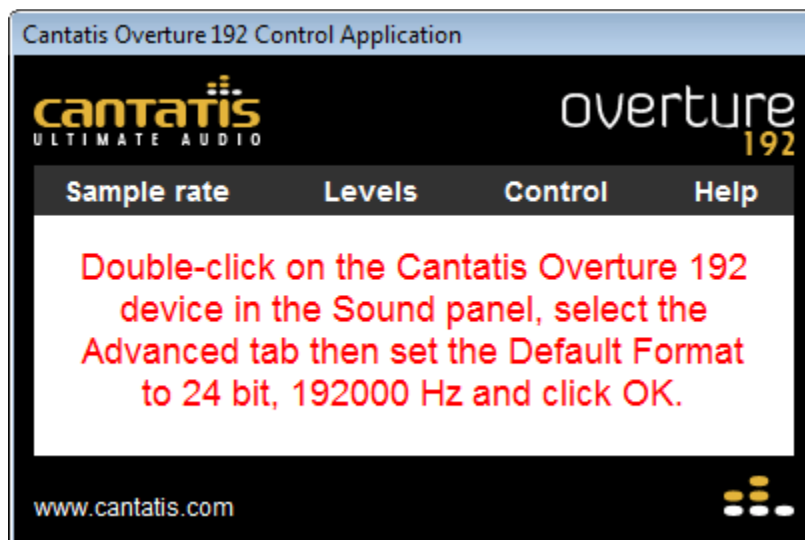 Cantatis Overture 192 Control Application
cantatis
ULTIMATE AUDIO
overture
192
Sample rate Levels Control Help
Double-click on the Cantatis Overture 192
device in the Sound panel, select the
Advanced tab then set the Default Format
to 24 bit, 192000 Hz and click OK.
www.cantatis.com